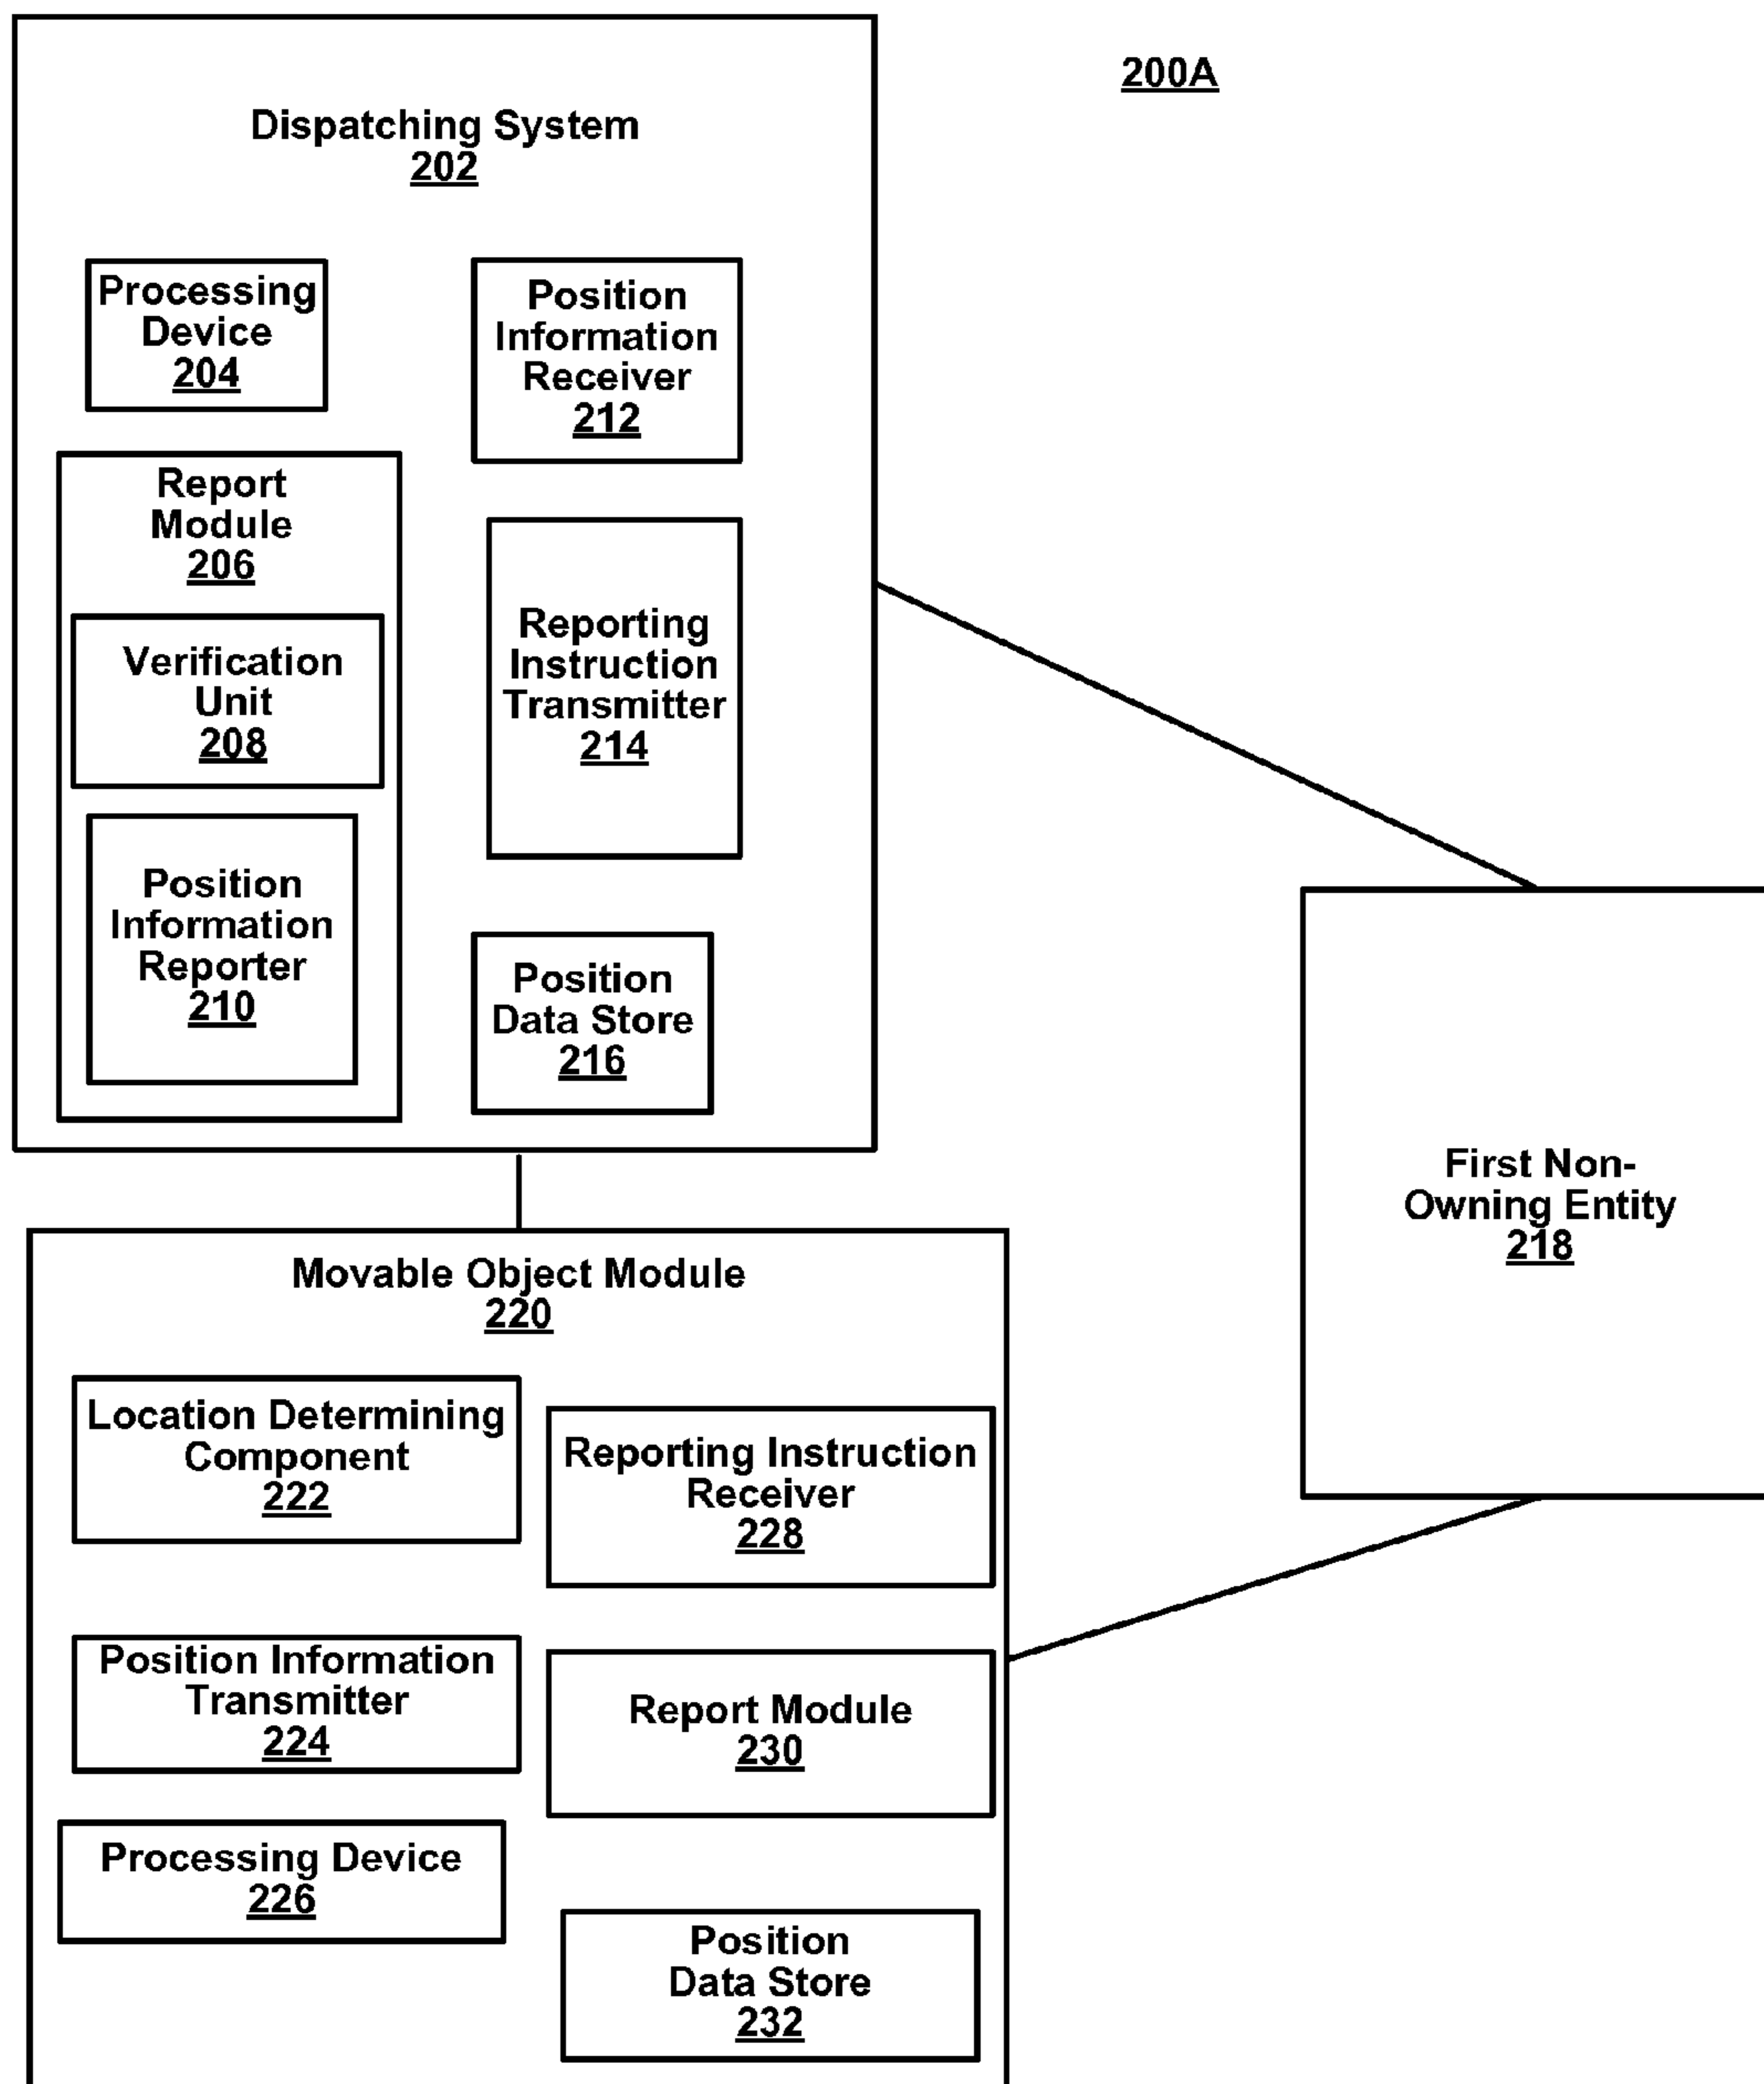 200A
Dispatching System
202
Processing
Device
204
Position
Information
Receiver
212
Report
Module
206
Verification
Unit
208
Position
Information
Reporter
210
Reporting
Instruction
Transmitter
214
Position
Data Store
216
First Non-
Owning Entity
218
Movable Object Module
220
Location Determining
Component
222
Reporting Instruction
Receiver
228
Position Information
Transmitter
224
Report Module
230
Processing Device
226
Position
Data Store
232